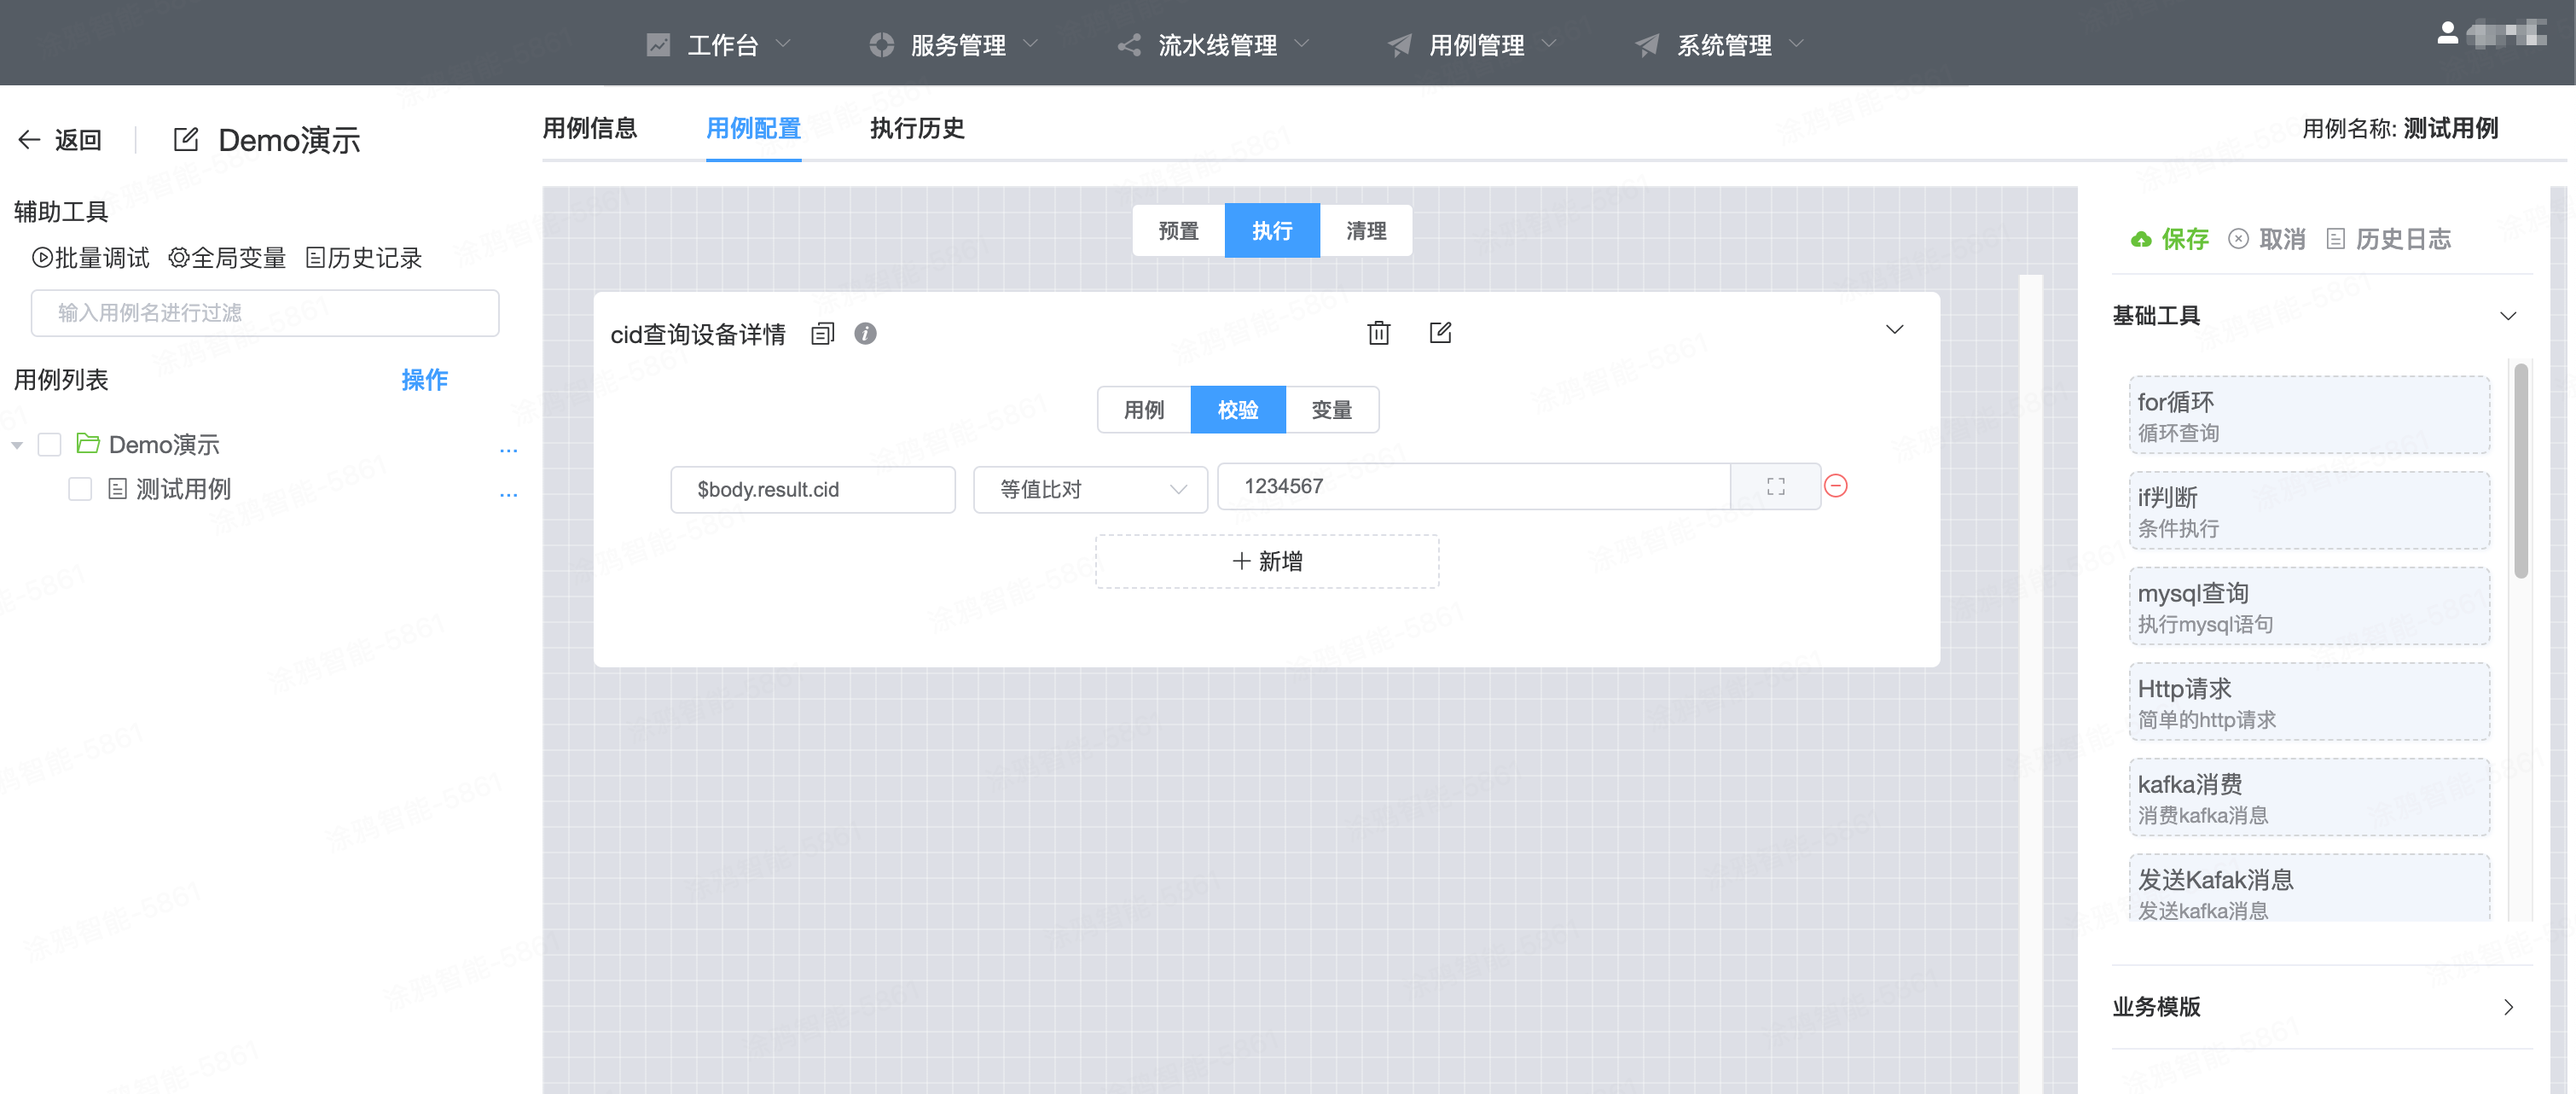 工作台 服务管理 流水线管理 用例管理 系统管理
返回 Demo演示
用例信息 用例配置 执行历史
用例名称: 测试用例
辅助工具
批量调试 全局变量 历史记录
输入用例名进行过滤
用例列表 操作
Demo演示 ...
测试用例 ...
预置 执行 清理
cid查询设备详情
用例 校验 变量
$body.result.cid 等值比对 1234567
+ 新增
保存 取消 历史日志
基础工具
for循环
循环查询
if判断
条件执行
mysql查询
执行mysql语句
Http请求
简单的http请求
kafka消费
消费kafka消息
发送Kafak消息
发送kafka消息
业务模版
涂鸦智能-5861